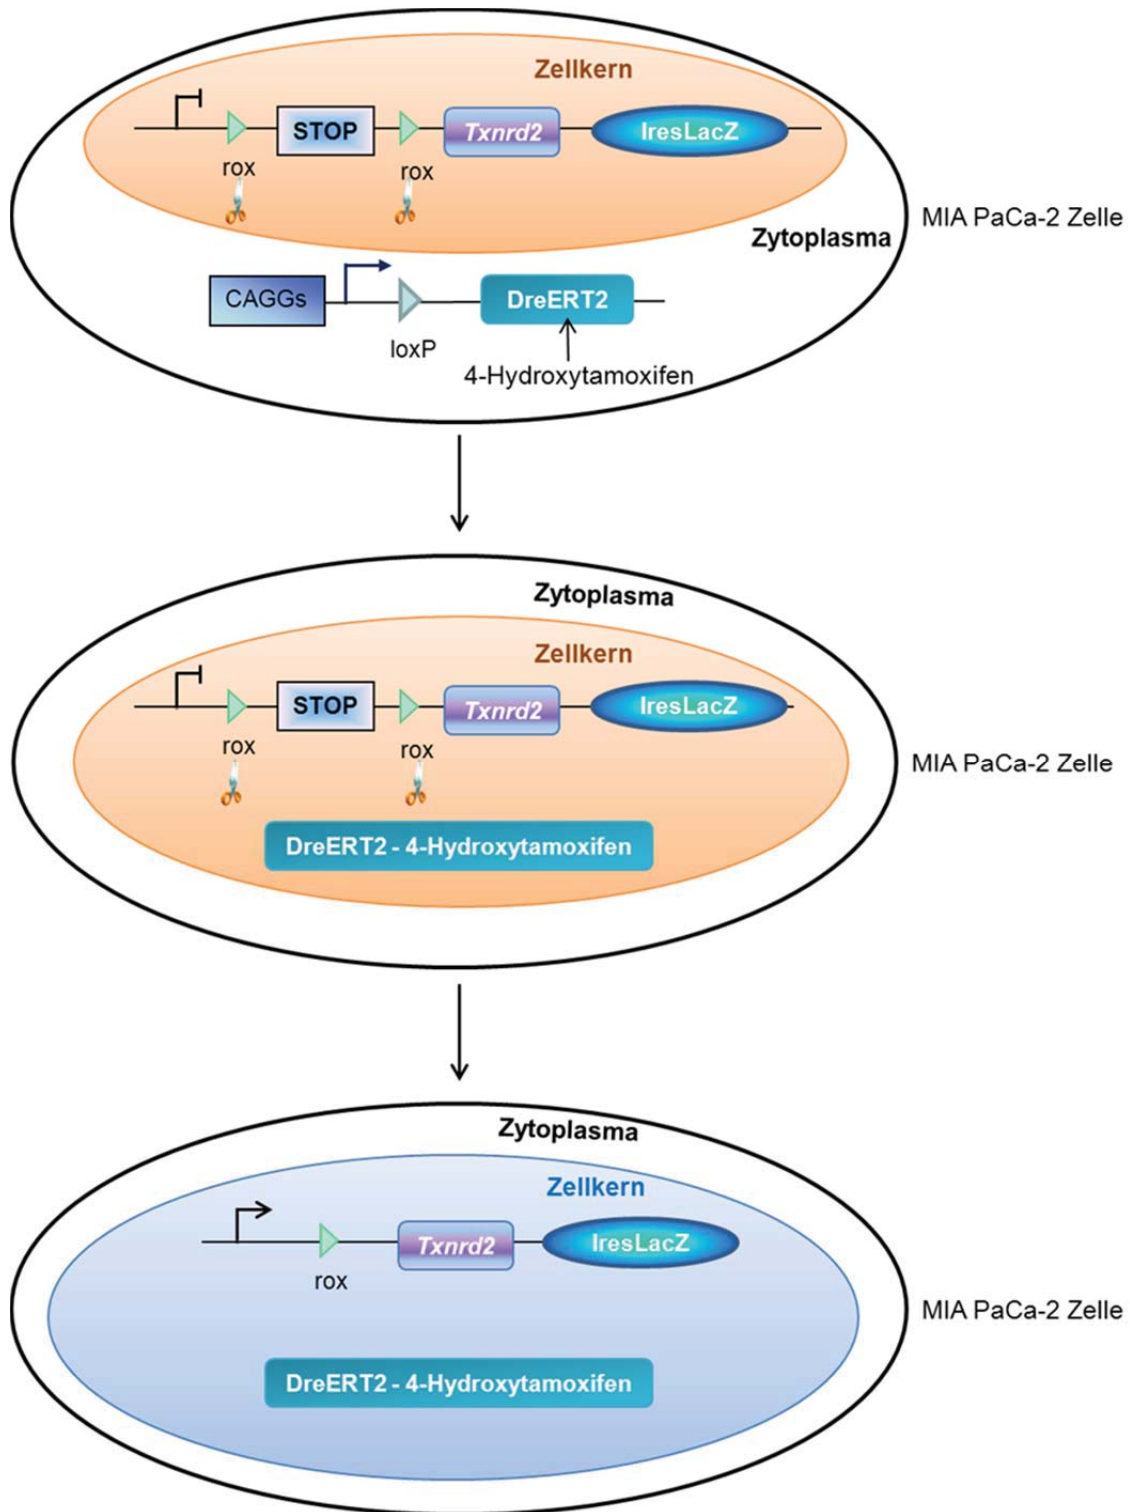 Zellkern
STOP
Txnrd2
IresLacZ
rox
rox
MIA PaCa-2 Zelle
Zytoplasma
CAGGs
DreERT2
loxP
4-Hydroxytamoxifen
Zytoplasma
Zellkern
STOP
Txnrd2
IresLacZ
rox
rox
MIA PaCa-2 Zelle
DreERT2 - 4-Hydroxytamoxifen
Zytoplasma
Zellkern
Txnrd2
IresLacZ
rox
MIA PaCa-2 Zelle
DreERT2 - 4-Hydroxytamoxifen